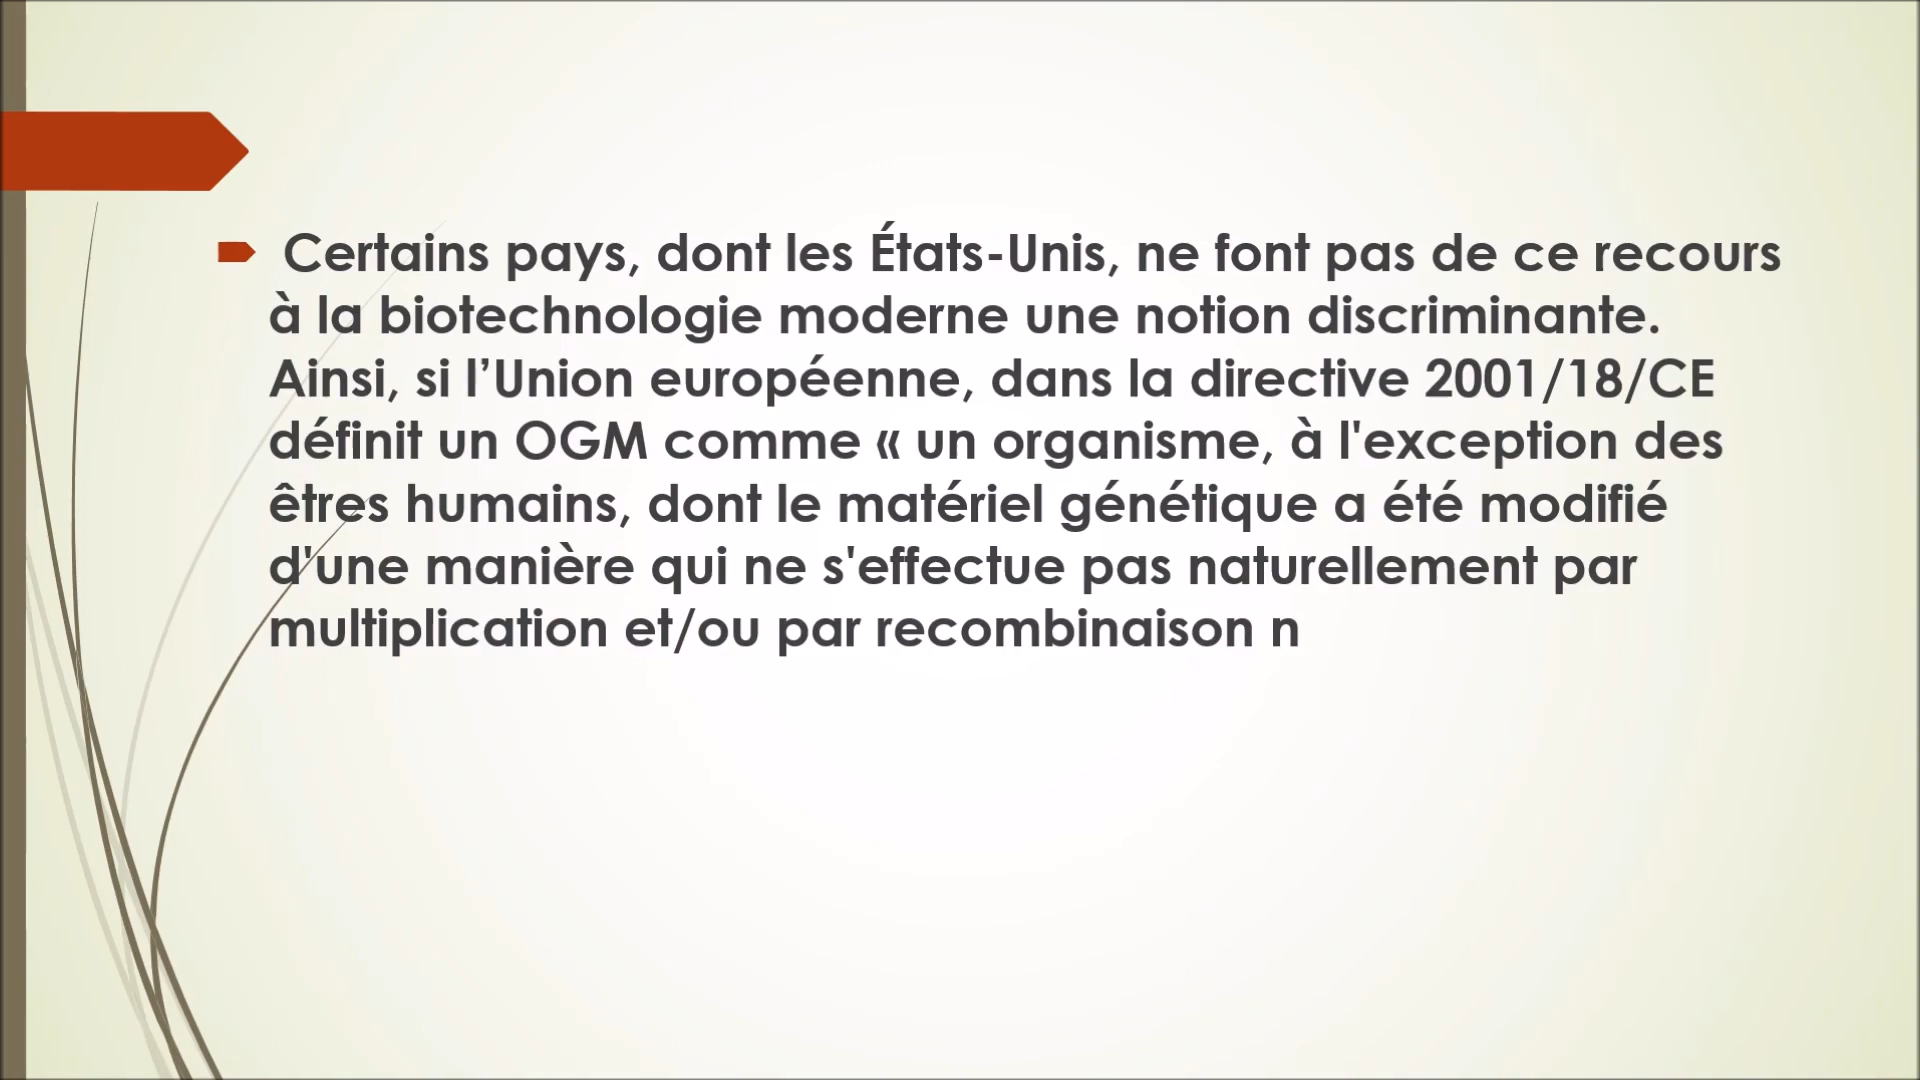 Certains pays, dont les États-Unis, ne font pas de ce recours
à la biotechnologie moderne une notion discriminante.
Ainsi, si l’Union européenne, dans la directive 2001/18/CE
définit un OGM comme « un organisme, à l'exception des
êtres humains, dont le matériel génétique a été modifié
d'une manière qui ne s'effectue pas naturellement par
multiplication et/ou par recombinaison n